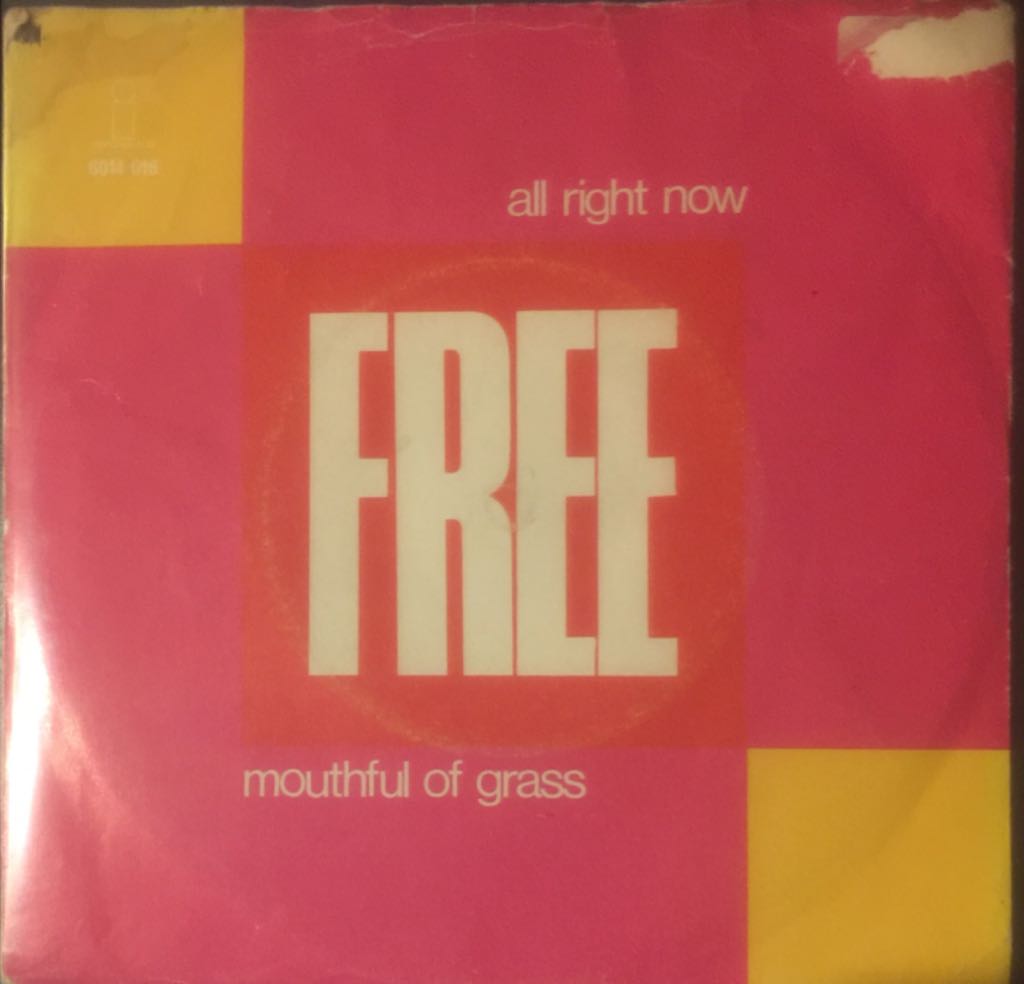 6014 016
all right now
FREE
mouthful of grass